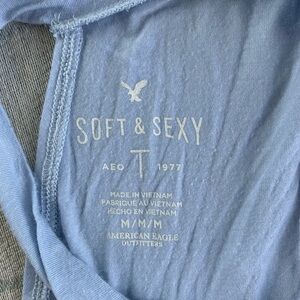 SOFT & SEXY
AEO T 1977
MADE IN VIETNAM
FABRIQUÉ AU VIETNAM
HECHO EN VIETNAM
M/M/M
AMERICAN EAGLE
OUTFITTERS